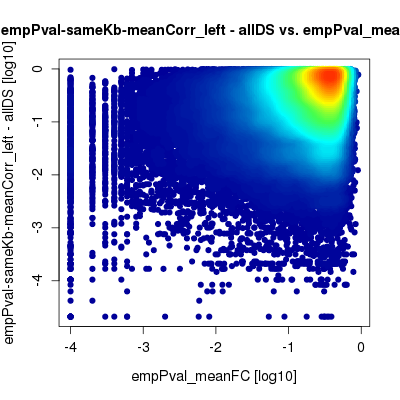 empPval-sameKb-meanCorr_left - allDS vs. empPval_mea
empPval-sameKb-meanCorr_left - allDS [log10]
0
-1
-2
-3
-4
-4 -3 -2 -1 0
empPval_meanFC [log10]